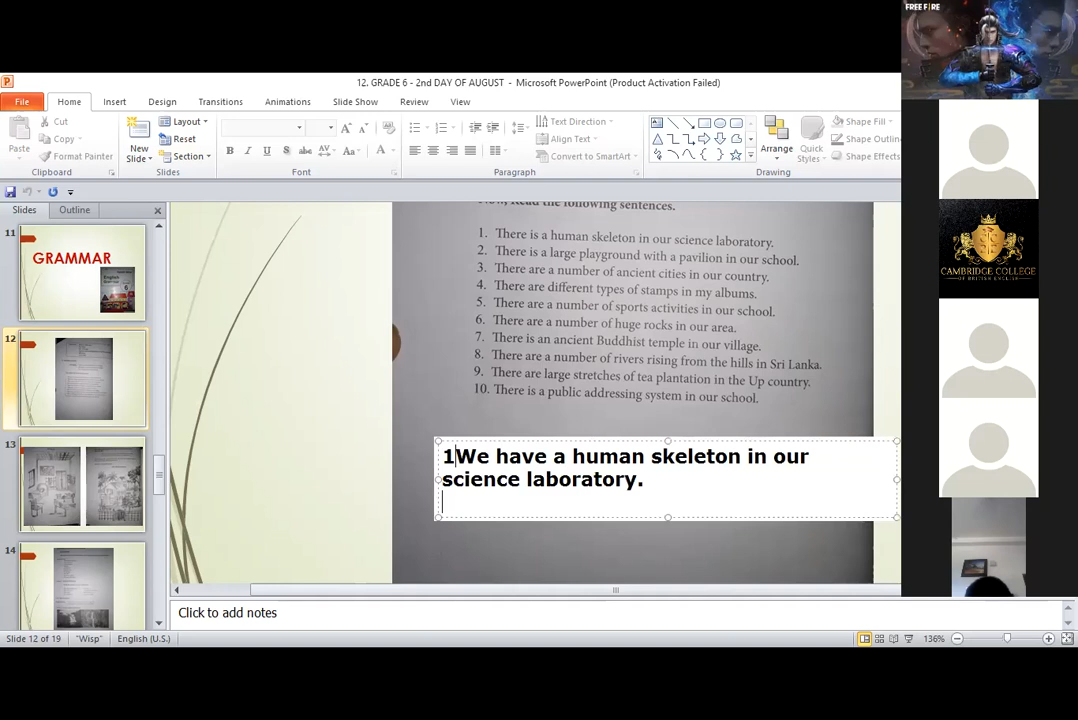 FREE FIRE
12. GRADE 6 - 2nd DAY OF AUGUST - Microsoft PowerPoint (Product Activation Failed)
File Home Insert Design Transitions Animations Slide Show Review View
Cut
Copy
Format Painter
Paste
Clipboard
New
Slide
Layout
Reset
Section
Slides
B I U S abc AV Aa A
Font
Text Direction
Align Text
Convert to SmartArt
Paragraph
Arrange
Quick
Styles
Shape Fill
Shape Outlin
Shape Effects
Drawing
Slides Outline
11
GRAMMAR
12
13
14
Now, Read the following sentences.
1. There is a human skeleton in our science laboratory.
2. There is a large playground with a pavilion in our school.
3. There are a number of ancient cities in our country.
4. There are different types of stamps in my albums.
5. There are a number of sports activities in our school.
6. There are a number of huge rocks in our area.
7. There is an ancient Buddhist temple in our village.
8. There are a number of rivers rising from the hills in Sri Lanka.
9. There are large stretches of tea plantation in the Up country.
10. There is a public addressing system in our school.
1We have a human skeleton in our
science laboratory.
Click to add notes
Slide 12 of 19 "Wisp" English (U.S.) 136%
CAMBRIDGE COLLEGE
OF BRITISH ENGLISH